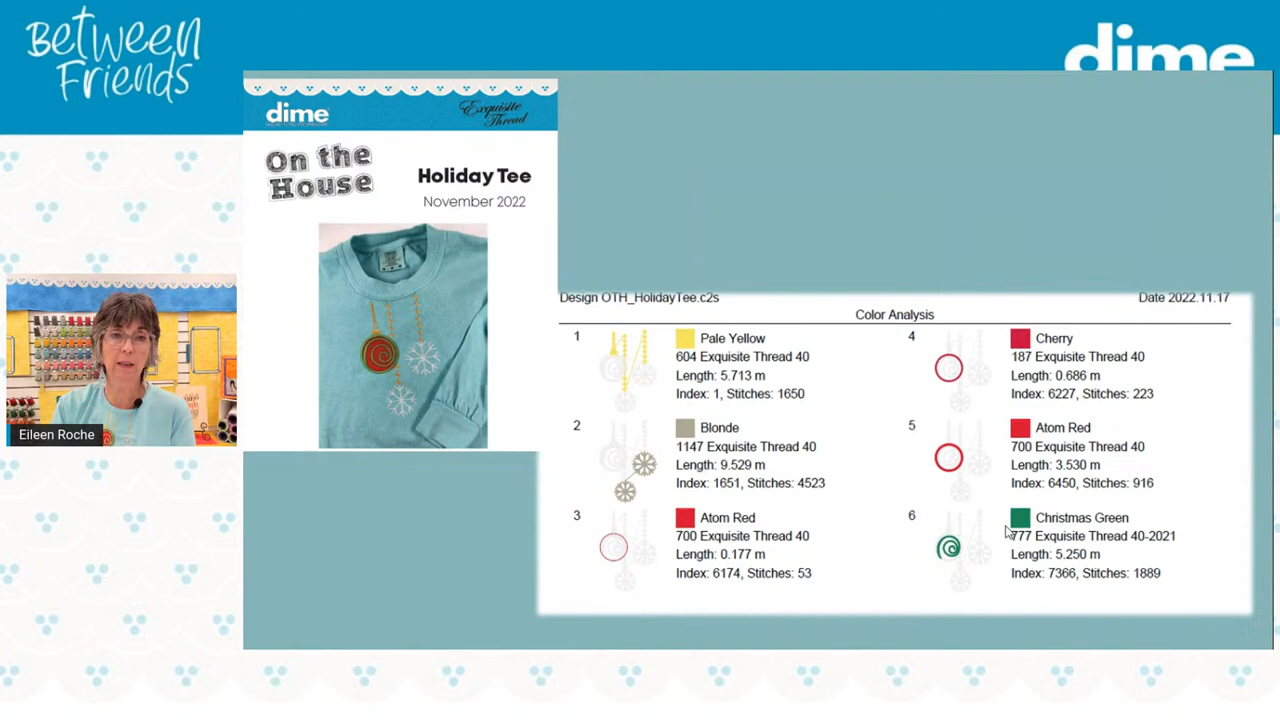 Between
Friends
dime
dime
Exquisite
Thread
On the
House
Holiday Tee
November 2022
Eileen Roche
Design OTH_HolidayTee.c2s
Date 2022.11.17
Color Analysis
1
Pale Yellow
604 Exquisite Thread 40
Length: 5.713 m
Index: 1, Stitches: 1650
2
Blonde
1147 Exquisite Thread 40
Length: 9.529 m
Index: 1651, Stitches: 4523
3
Atom Red
700 Exquisite Thread 40
Length: 0.177 m
Index: 6174, Stitches: 53
4
Cherry
187 Exquisite Thread 40
Length: 0.686 m
Index: 6227, Stitches: 223
5
Atom Red
700 Exquisite Thread 40
Length: 3.530 m
Index: 6450, Stitches: 916
6
Christmas Green
777 Exquisite Thread 40-2021
Length: 5.250 m
Index: 7366, Stitches: 1889